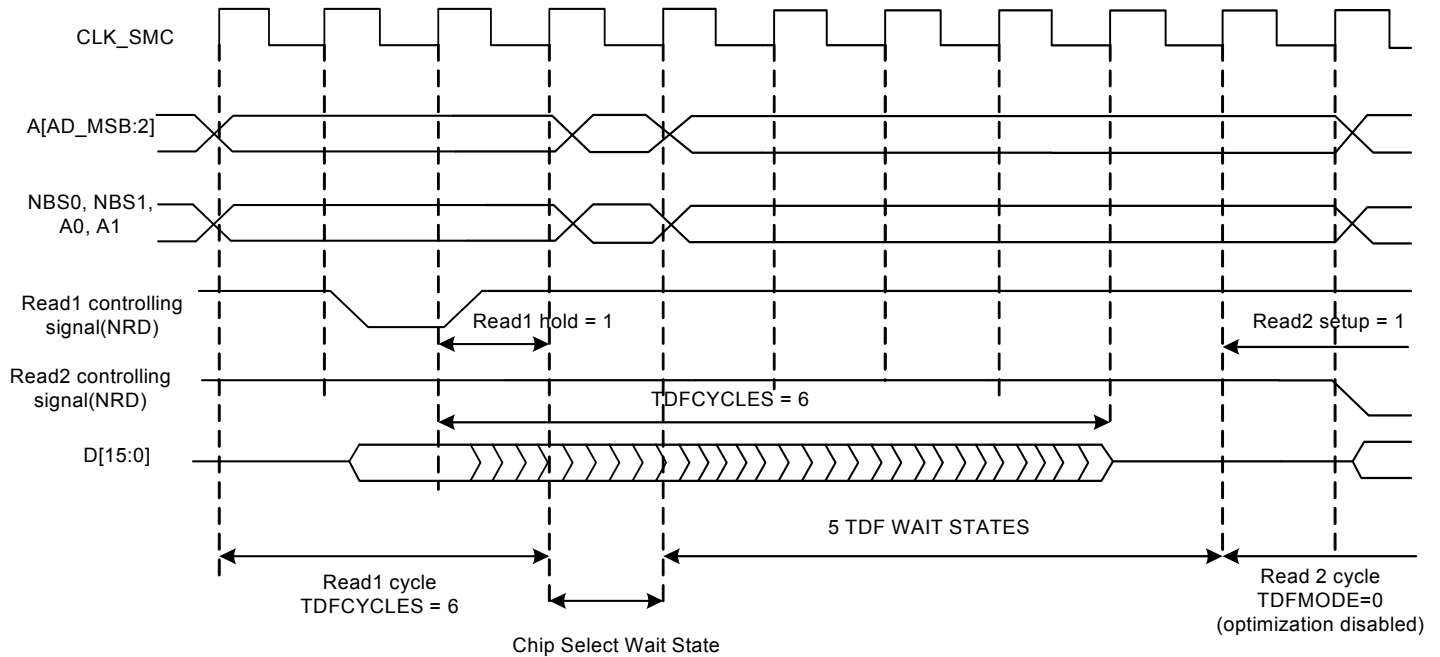 CLK_SMC
A[AD_MSB:2]
NBS0, NBS1,
A0, A1
Read1 controlling
signal(NRD)
Read1 hold = 1
Read2 setup = 1
Read2 controlling
signal(NRD)
TDFCYCLES = 6
D[15:0]
5 TDF WAIT STATES
Read1 cycle
TDFCYCLES = 6
Chip Select Wait State
Read 2 cycle
TDFMODE=0
(optimization disabled)